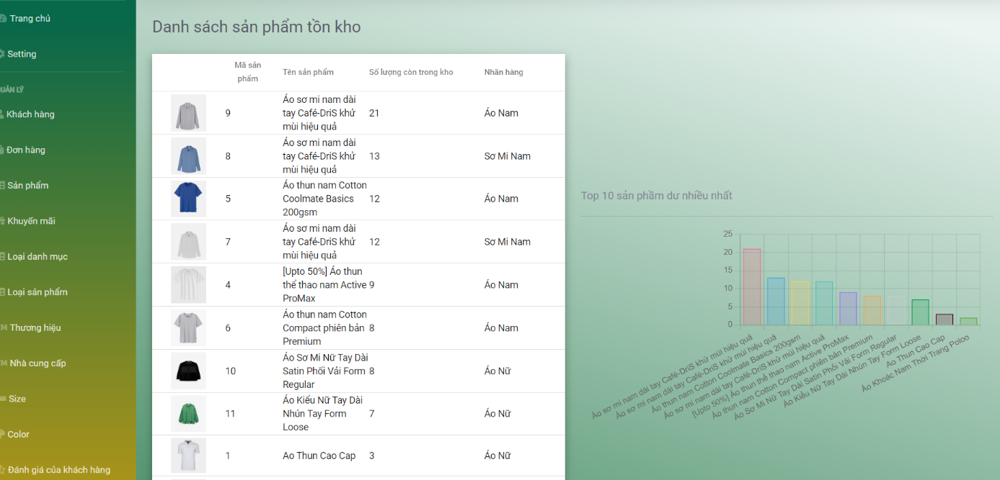 Trang chủ
Setting
QUẢN LÝ
Khách hàng
Đơn hàng
Sản phẩm
Khuyến mãi
Loại danh mục
Loại sản phẩm
Thương hiệu
Nhà cung cấp
Size
Color
Đánh giá của khách hàng
Danh sách sản phẩm tồn kho
Mã sản
phẩm
Tên sản phẩm
Số lượng còn trong kho
Nhãn hàng
9
Áo sơ mi nam dài
tay Café-DriS khử
mùi hiệu quả
21
Áo Nam
8
Áo sơ mi nam dài
tay Café-DriS khử
mùi hiệu quả
13
Sơ Mi Nam
5
Áo thun nam Cotton
Coolmate Basics
200gsm
12
Áo Nam
7
Áo sơ mi nam dài
tay Café-DriS khử
mùi hiệu quả
12
Sơ Mi Nam
4
[Upto 50%] Áo thun
thể thao nam Active
ProMax
9
Áo Nam
6
Áo thun nam Cotton
Compact phiên bản
Premium
8
Áo Nam
10
Áo Sơ Mi Nữ Tay Dài
Satin Phối Vải Form
Regular
8
Áo Nữ
11
Áo Kiểu Nữ Tay Dài
Nhún Tay Form
Loose
7
Áo Nữ
1
Ao Thun Cao Cap
3
Áo Nữ
Top 10 sản phầm dư nhiều nhất
25
20
15
10
5
0
Áo sơ mi nam dài tay Café-DriS khử mùi hiệu quả
Áo sơ mi nam dài tay Café-DriS khử mùi hiệu quả
Áo thun nam Cotton Coolmate Basics 200gsm
Áo sơ mi nam dài tay Café-DriS khử mùi hiệu quả
[Upto 50%] Áo thun thể thao nam Active ProMax
Áo thun nam Cotton Compact phiên bản Premium
Áo Sơ Mi Nữ Tay Dài Satin Phối Vải Form Regular
Áo Kiểu Nữ Tay Dài Nhún Tay Form Loose
Ao Thun Cao Cap
Áo Khoác Nam Thời Trang Poloo